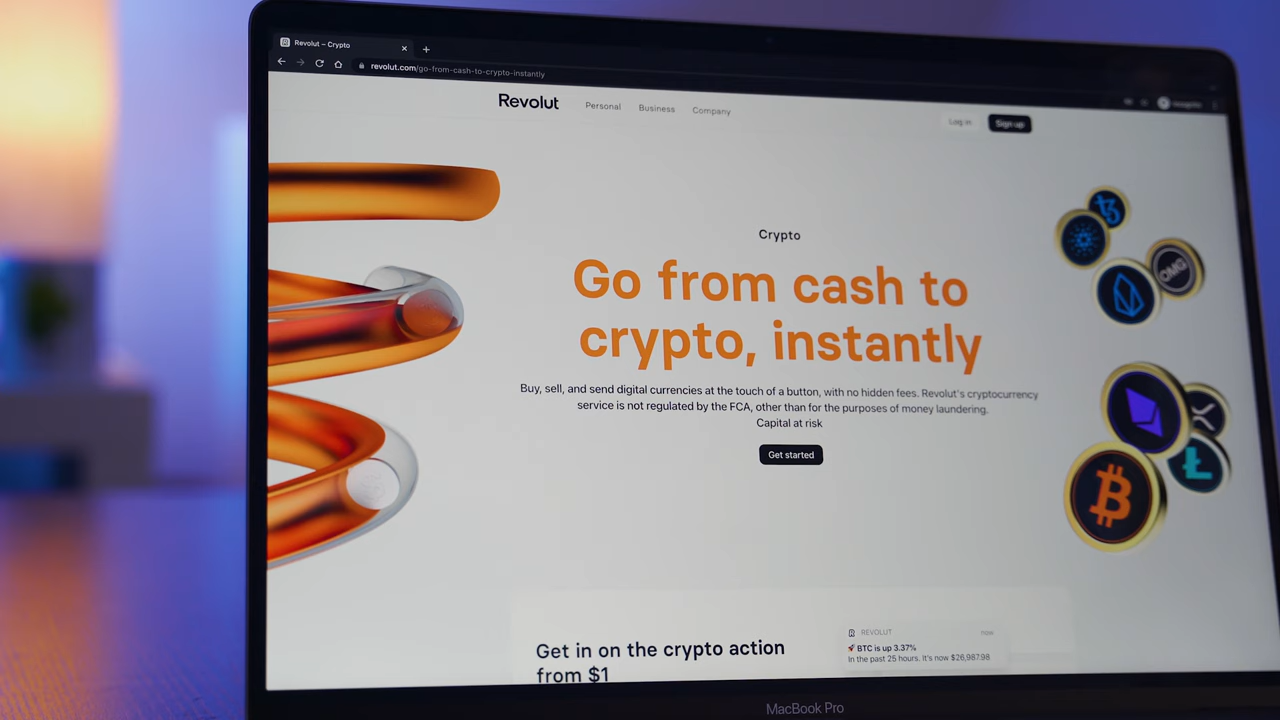 Revolut – Crypto
revolut.com/go-from-cash-to-crypto-instantly
Revolut
Personal
Business
Company
Log in
Sign up
Crypto
Go from cash to
crypto, instantly
Buy, sell, and send digital currencies at the touch of a button, with no hidden fees. Revolut's cryptocurrency
service is not regulated by the FCA, other than for the purposes of money laundering.
Capital at risk
Get started
OMG
Get in on the crypto action
from $1
REVOLUT
now
🚀 BTC is up 3.37%
In the past 25 hours. It's now $26,987.98
MacBook Pro